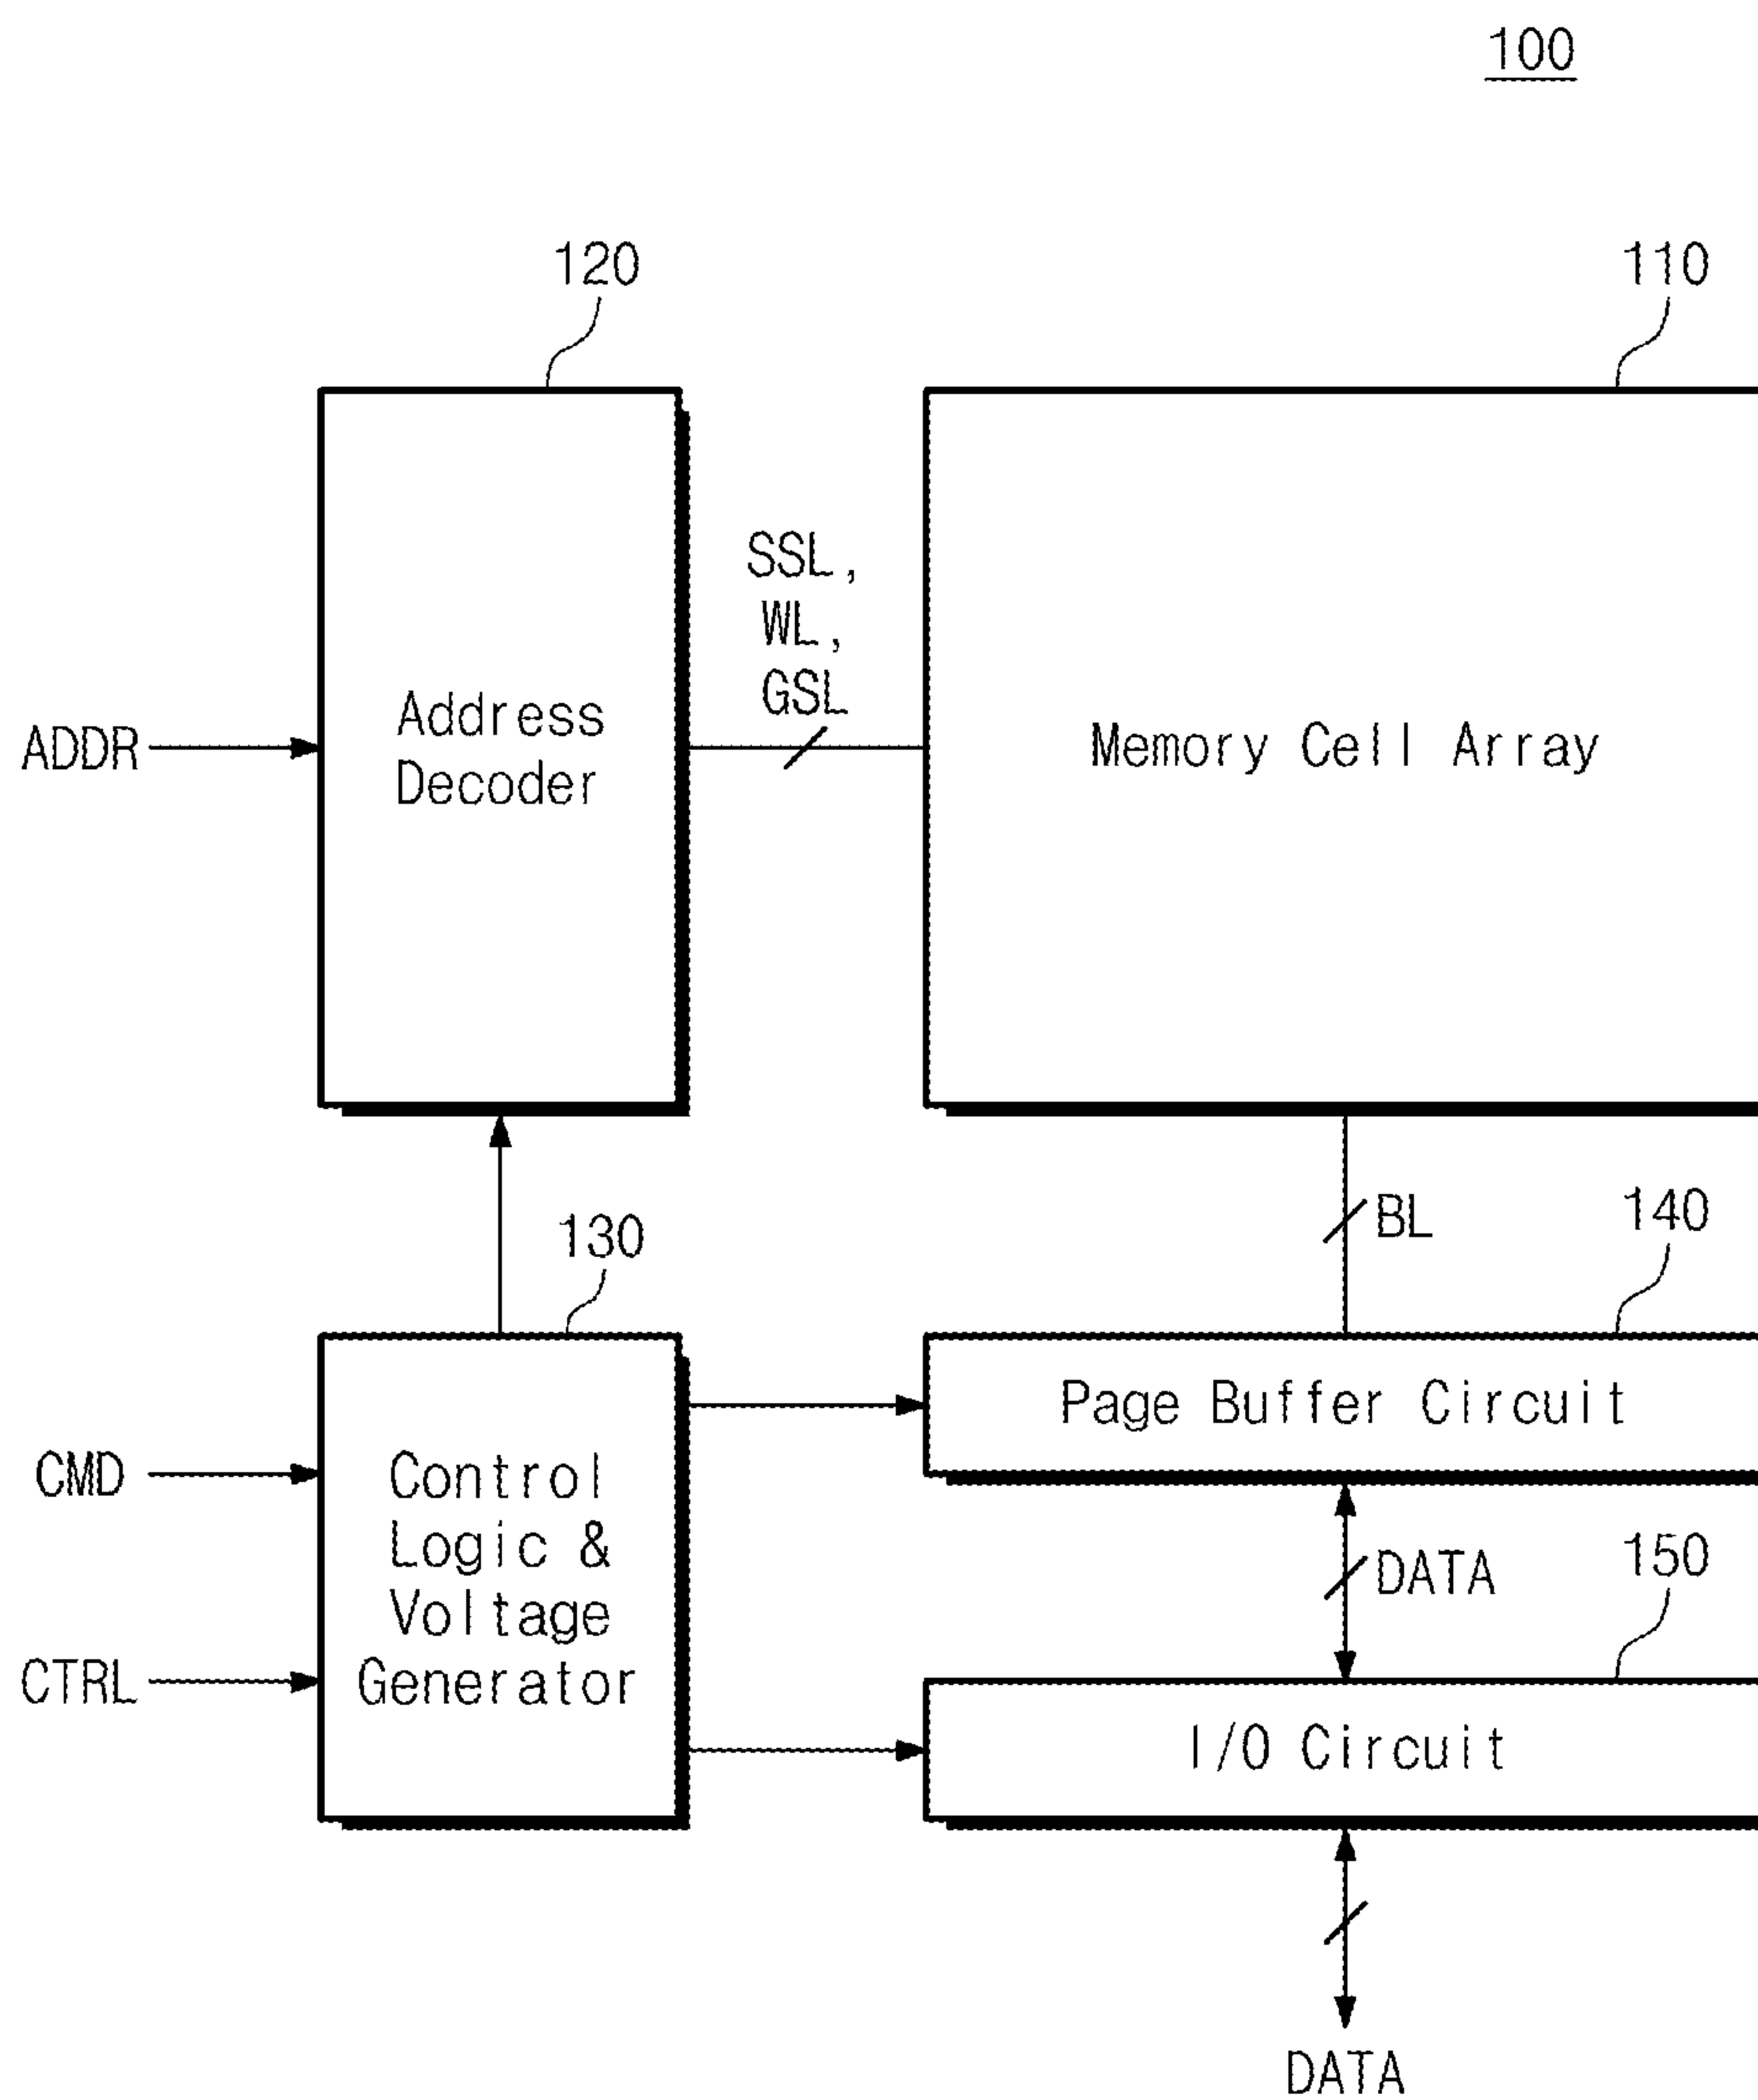 100
120
110
SSL,
WL,
GSL
ADDR
Address
Decoder
Memory Cell Array
130
BL
140
Page Buffer Circuit
CMD
CTRL
Control
Logic &
Voltage
Generator
DATA
150
I/O Circuit
DATA